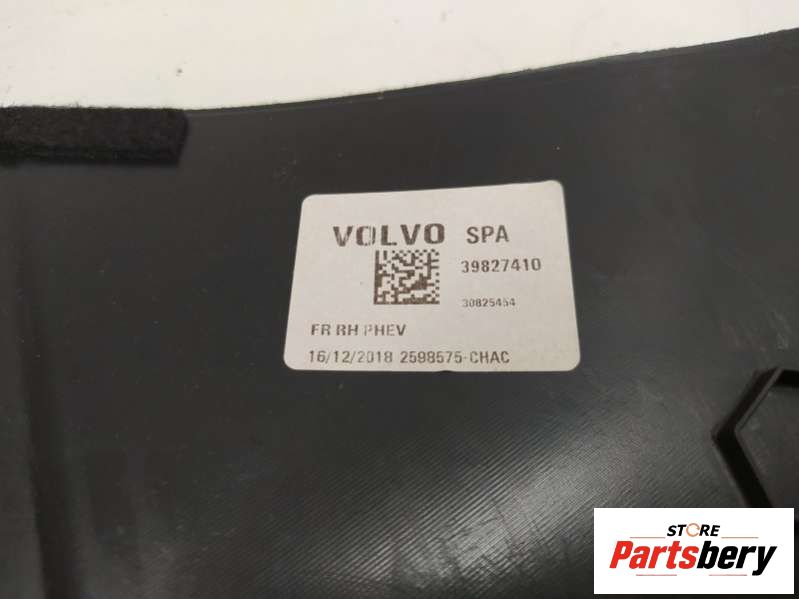 VOLVO SPA
39827410
30825454
FR RH PHEV
16/12/2018 2598575-CHAC
STORE
Partsbery